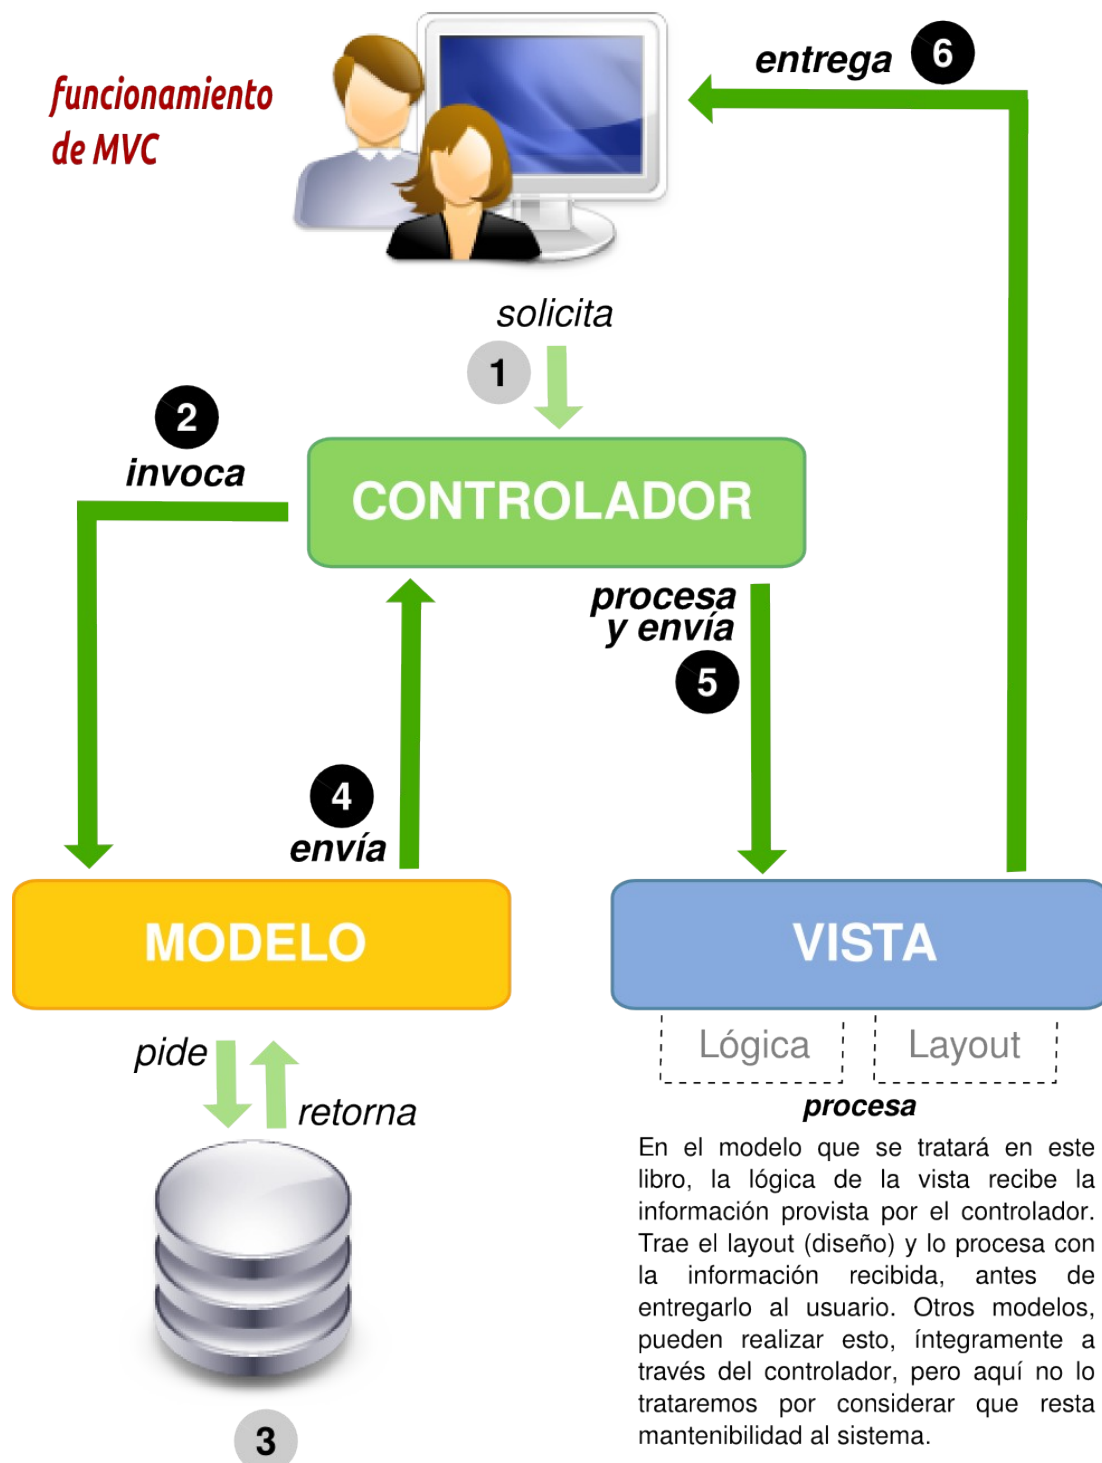 funcionamiento
de MVC
entrega 6
solicita
1
2
invoca
CONTROLADOR
procesa
y envía
5
4
envía
MODELO
VISTA
pide
retorna
3
Lógica
Layout
procesa
En el modelo que se tratará en este
libro, la lógica de la vista recibe la
información provista por el controlador.
Trae el layout (diseño) y lo procesa con
la información recibida, antes de
entregarlo al usuario. Otros modelos,
pueden realizar esto, íntegramente a
través del controlador, pero aquí no lo
trataremos por considerar que resta
mantenibilidad al sistema.